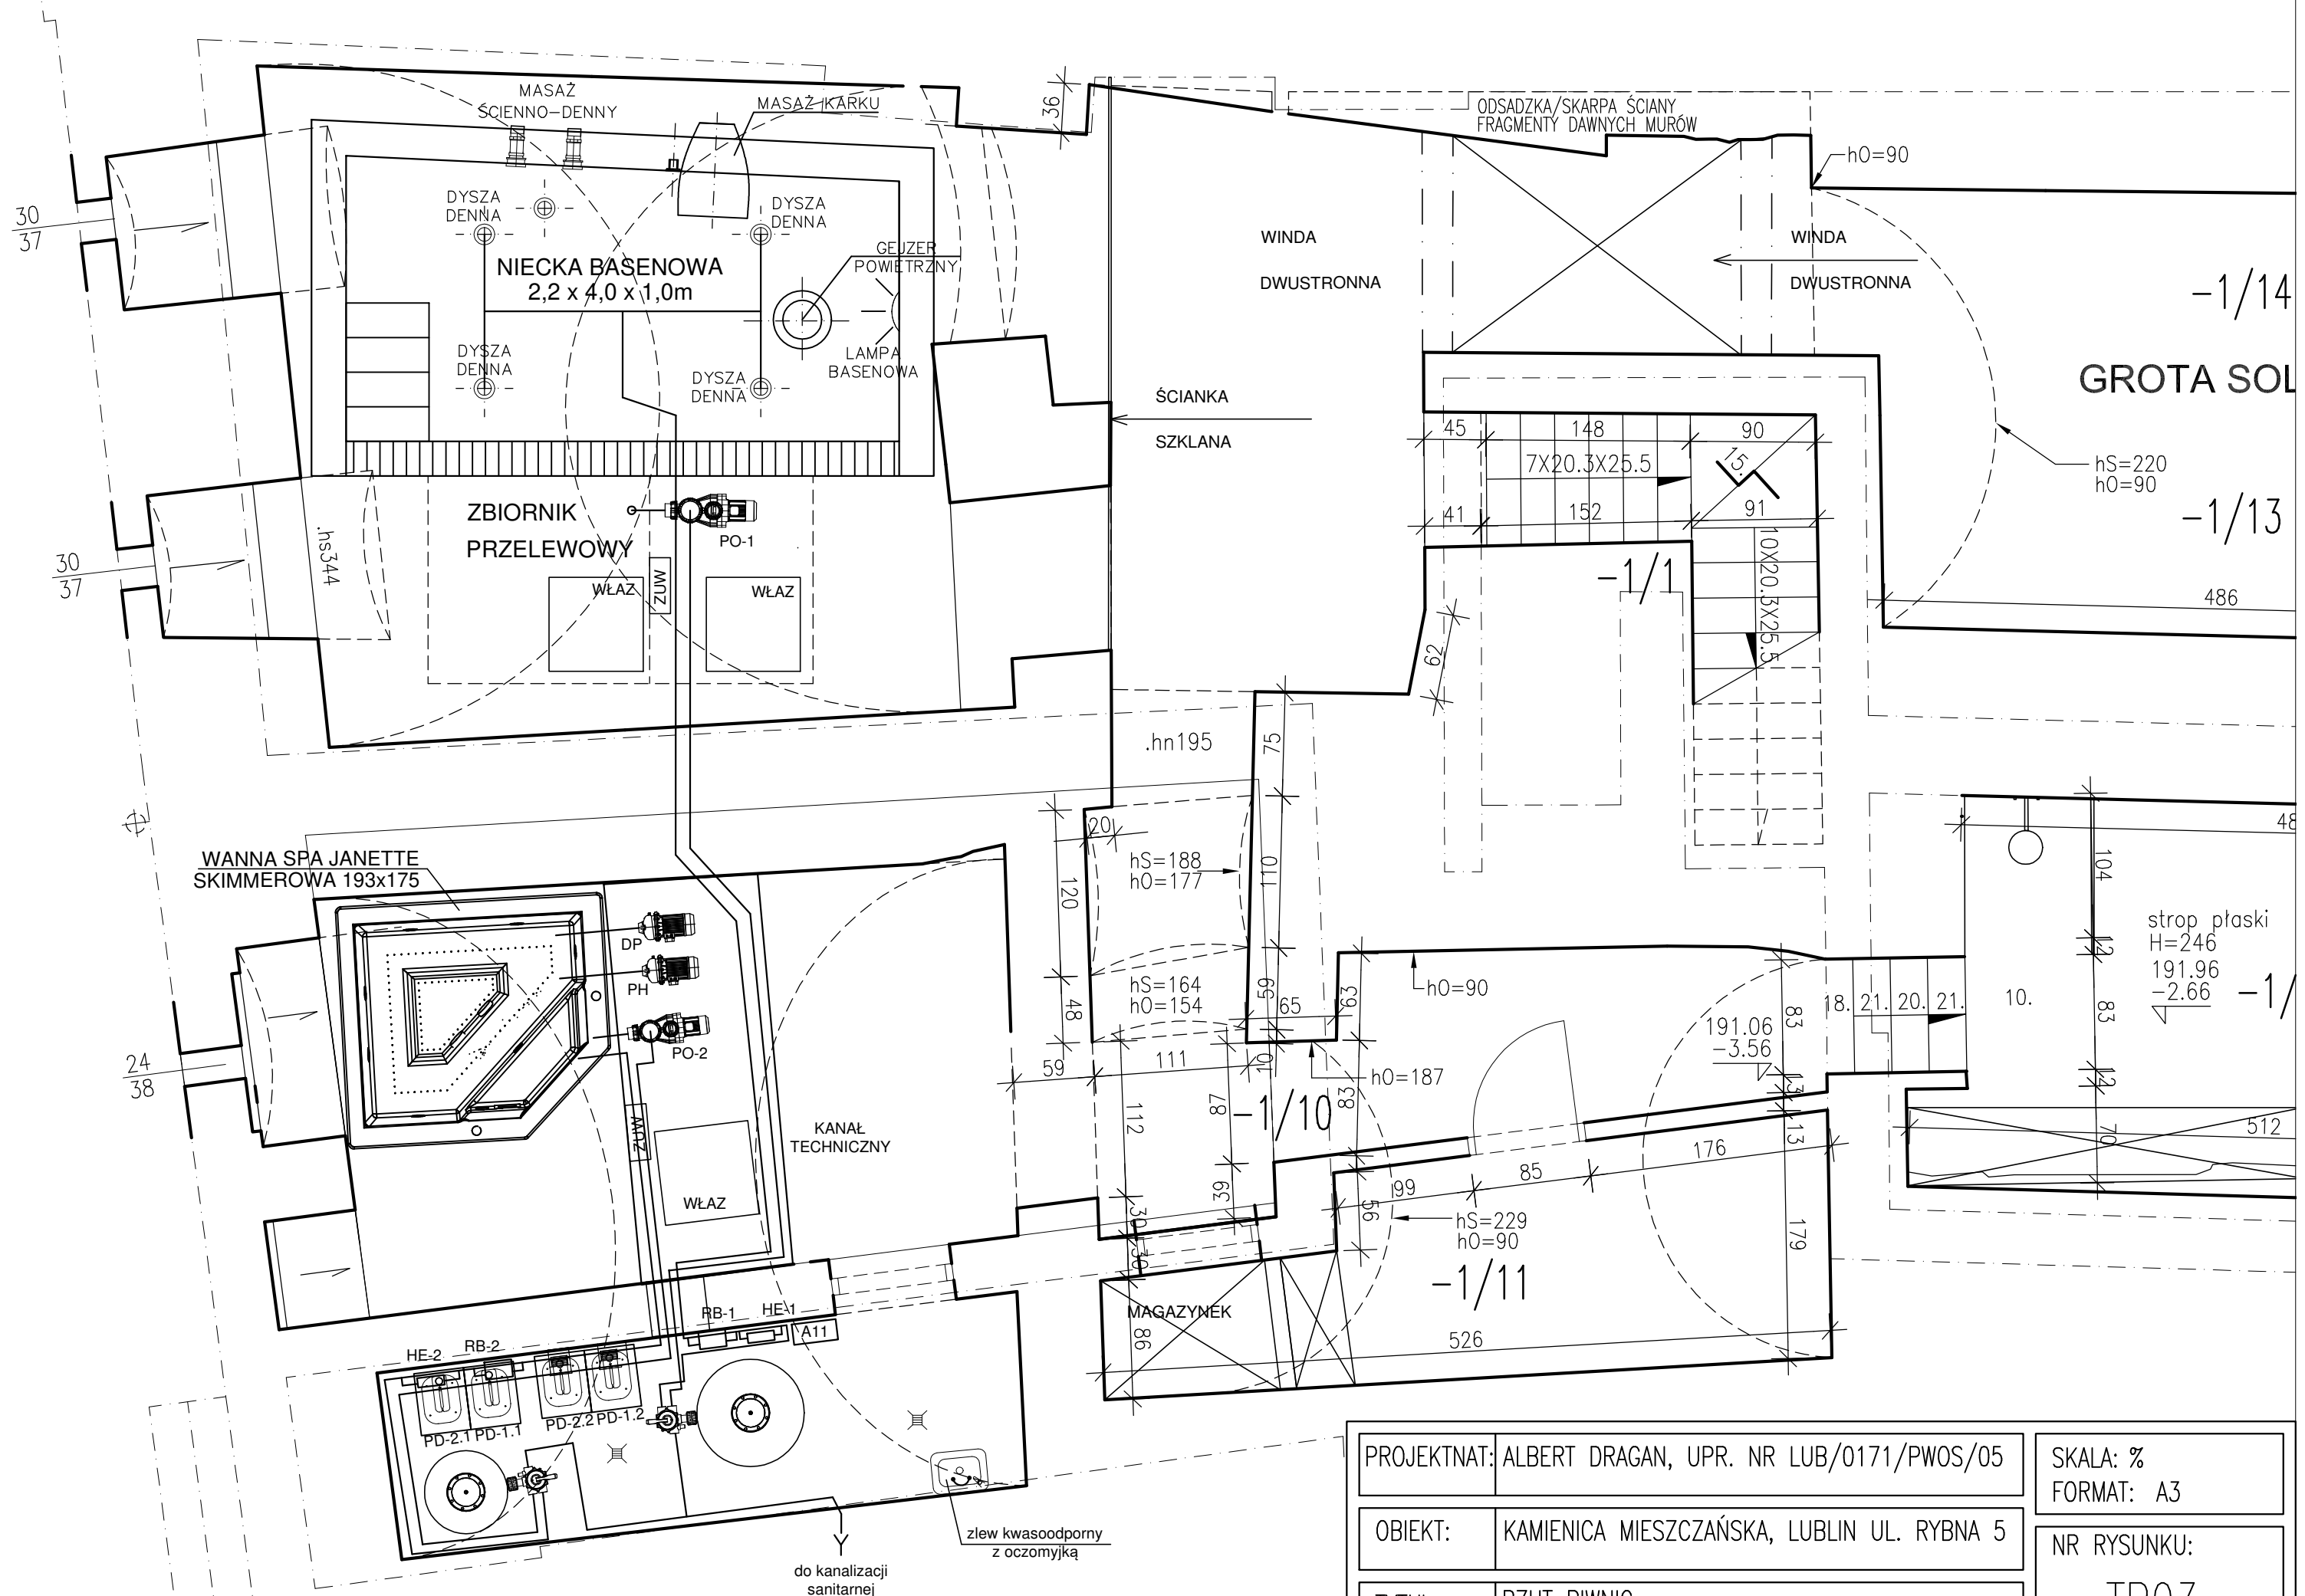 MASAŻ
ŚCIENNO-DENNY
MASAŻ KARKU
36
ODSADZKA/SKARPA ŚCIANY
FRAGMENTY DAWNYCH MURÓW
hO=90
30
37
DYSZA
DENNA
DYSZA
DENNA
GEJZER
POWIETRZNY
NIECKA BASENOWA
2,2 x 4,0 x 1,0m
DYSZA
DENNA
DYSZA
DENNA
LAMPA
BASENOWA
WINDA
DWUSTRONNA
WINDA
DWUSTRONNA
-1/14
GROTA SOL
ŚCIANKA
SZKLANA
45
148
90
7X20.3X25.5
15.
41
152
91
10X20.3X25.5
hS=220
hO=90
-1/13
486
-1/1
62
30
37
.hs344
ZBIORNIK
PRZELEWOWY
PO-1
WŁAZ
ZUW
WŁAZ
.hn195
75
20
110
120
hS=188
hO=177
hS=164
hO=154
48
59
65
63
59
111
10
112
87
39
30
30
83
56
hO=90
hO=187
-1/10
WANNA SPA JANETTE
SKIMMEROWA 193x175
DP
PH
PO-2
ZUW
WŁAZ
KANAŁ
TECHNICZNY
24
38
48
104
12
83
12
70
strop płaski
H=246
191.96
-2.66
-1/
10.
18.
21.
20.
21.
191.06
-3.56
83
13
13
512
99
85
176
179
hS=229
hO=90
-1/11
MAGAZYNEK
86
526
RB-1
HE-1
A11
HE-2
RB-2
PD-2.1
PD-1.1
PD-2.2
PD-1.2
zlew kwasoodporny
z oczomyjką
do kanalizacji
sanitarnej
PROJEKTNAT:
ALBERT DRAGAN, UPR. NR LUB/0171/PWOS/05
SKALA: %
FORMAT: A3
OBIEKT:
KAMIENICA MIESZCZAŃSKA, LUBLIN UL. RYBNA 5
NR RYSUNKU: